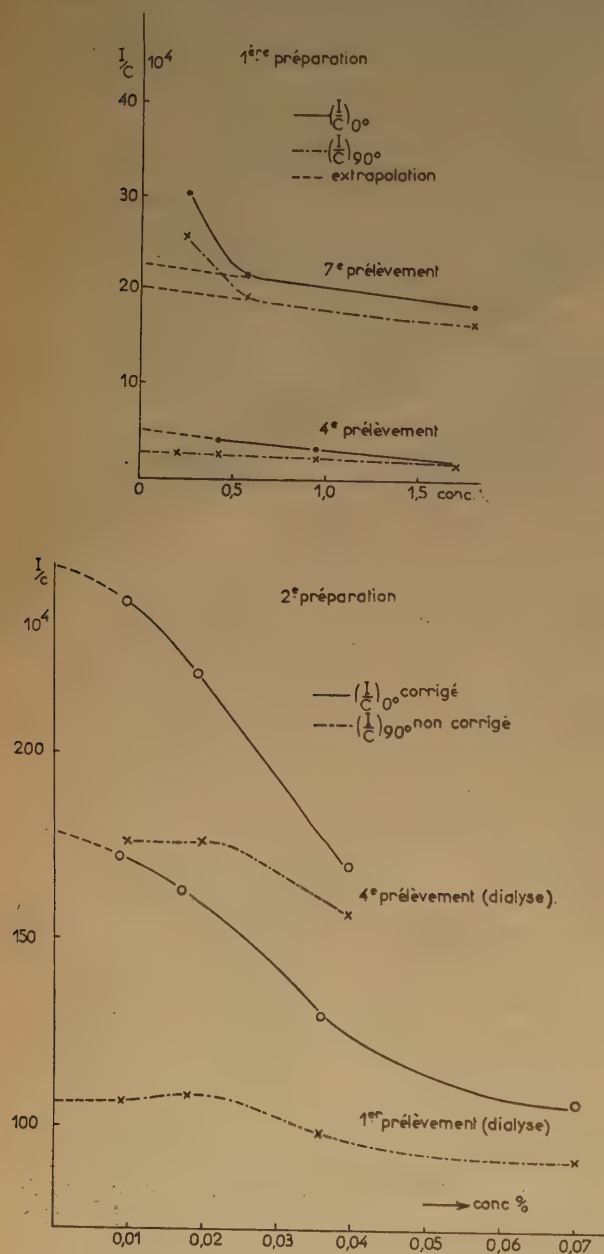 I/C 10⁴ 1ère préparation
40
(I/C)0°
(I/C)90°
30
extrapolation
7e prélèvement
20
10
4e prélèvement
0 0,5 1,0 1,5 conc.%
I/c
2e préparation
10⁴
(I/C)0° corrigé
(I/C)90° non corrigé
200
4e prélèvement (dialyse).
150
1er prélèvement (dialyse)
100
conc %
0,01 0,02 0,03 0,04 0,05 0,06 0,07